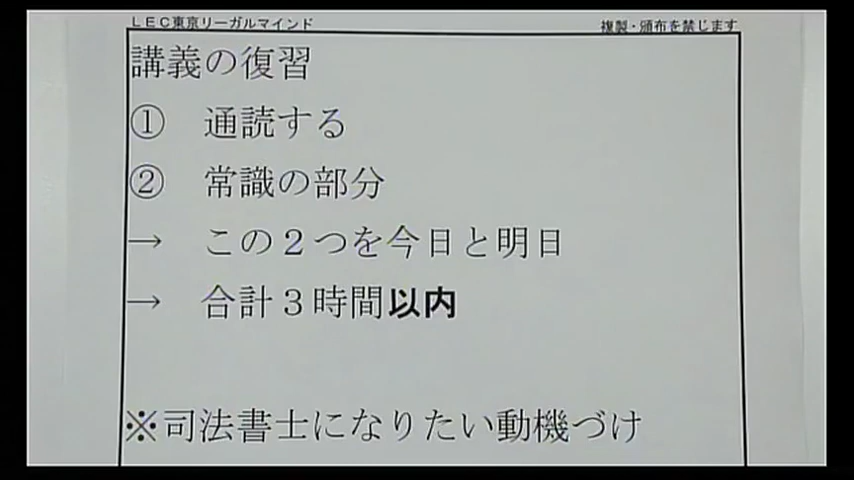 LEC東京リーガルマインド
複製・頒布を禁じます
講義の復習
① 通読する
② 常識の部分
→ この２つを今日と明日
→ 合計３時間以内
※司法書士になりたい動機づけ